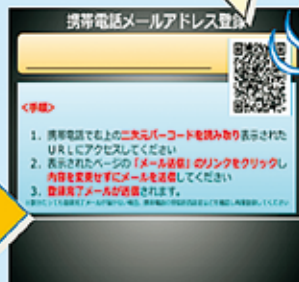 携帯電話メールアドレス登録
<手順>
1. 携帯電話で右上の二次元バーコードを読み取り表示された
URLにアクセスしてください
2. 表示されたページの「メール送信」のリンクをクリックし
内容を変更せずにメールを送信してください
3. 登録完了メールが送信されます。